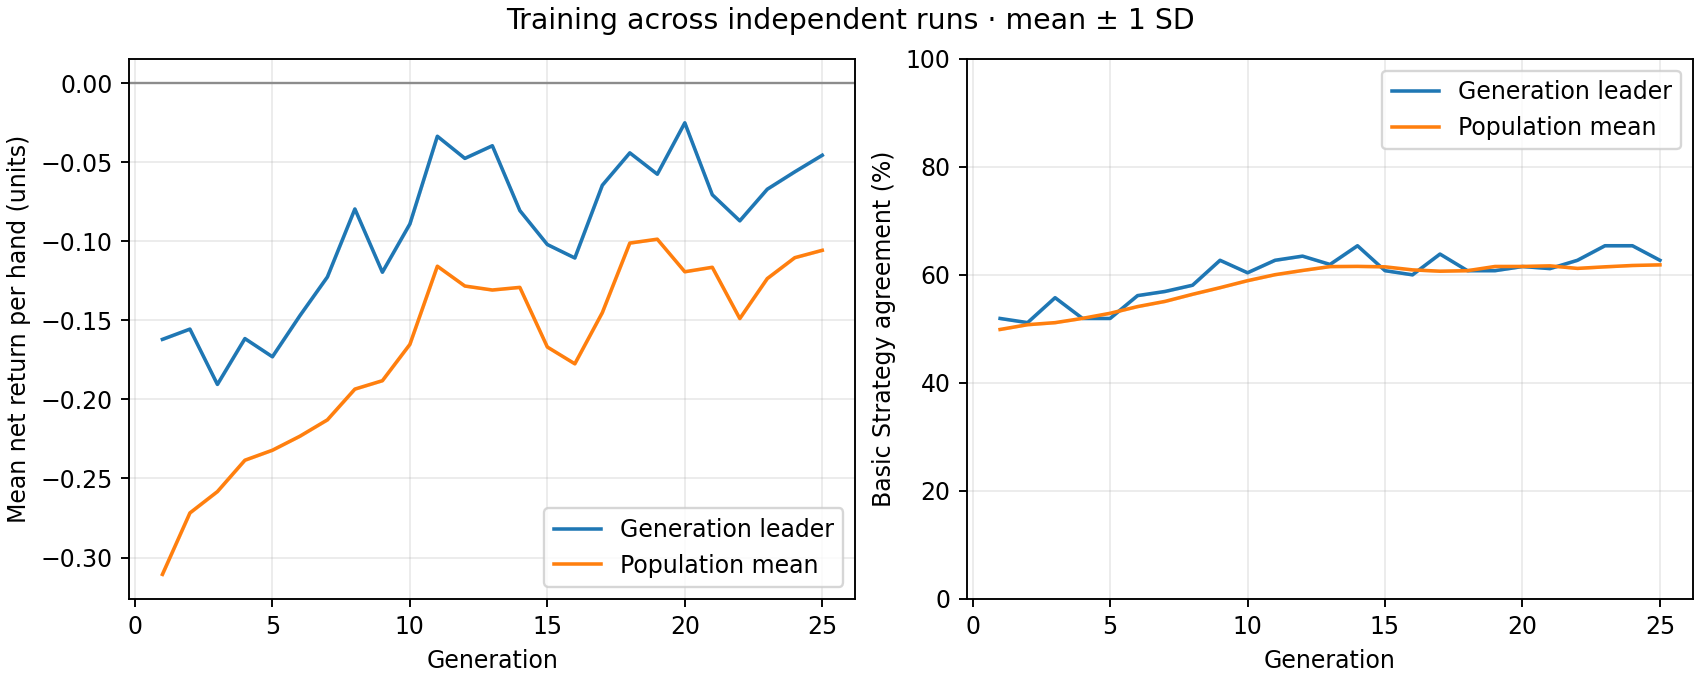 Training across independent runs · mean ± 1 SD
Mean net return per hand (units)
0.00
−0.05
−0.10
−0.15
−0.20
−0.25
−0.30
Generation leader
Population mean
0
5
10
15
20
25
Generation
Basic Strategy agreement (%)
100
80
60
40
20
0
Generation leader
Population mean
0
5
10
15
20
25
Generation